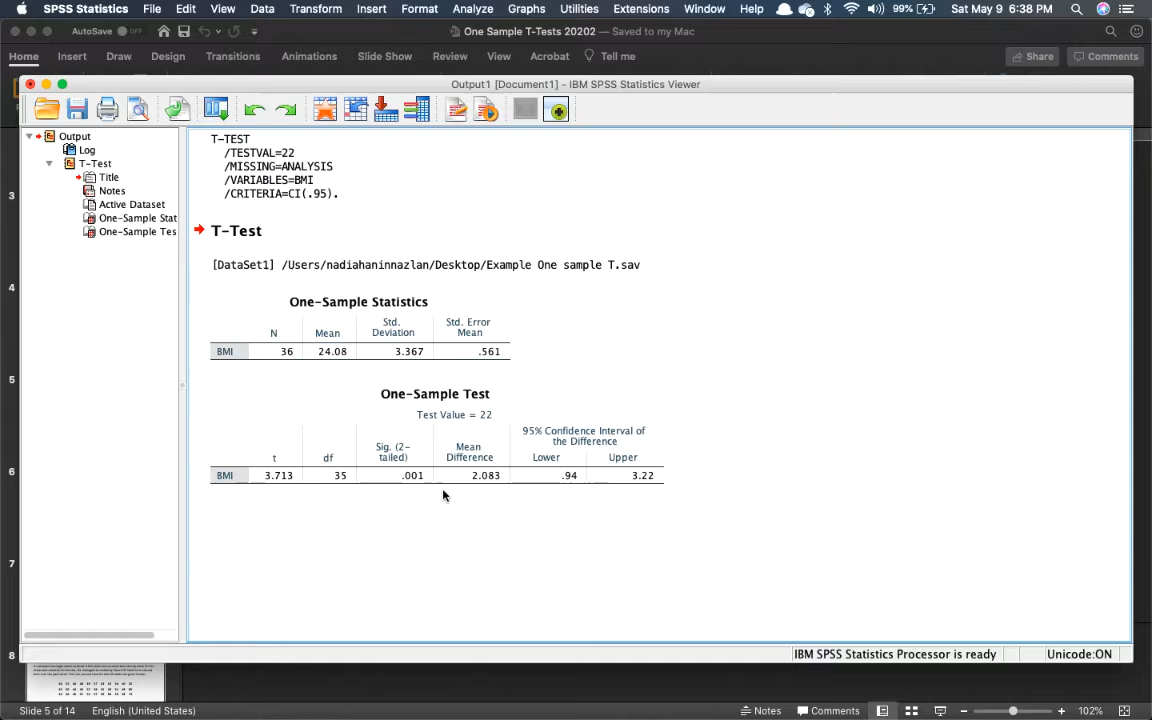 SPSS Statistics File Edit View Data Transform Insert Format Analyze Graphs Utilities Extensions Window Help 99% Sat May 9 6:38 PM
AutoSave OFF One Sample T-Tests 20202 — Saved to my Mac
Home Insert Draw Design Transitions Animations Slide Show Review View Acrobat Tell me Share Comments
Output1 [Document1] - IBM SPSS Statistics Viewer
Output
Log
T-Test
Title
Notes
Active Dataset
One-Sample Stat
One-Sample Tes
3
4
5
6
7
8
T-TEST
/TESTVAL=22
/MISSING=ANALYSIS
/VARIABLES=BMI
/CRITERIA=CI(.95).
T-Test
[DataSet1] /Users/nadiahaninnazlan/Desktop/Example One sample T.sav
One-Sample Statistics
N Mean Std. Deviation Std. Error Mean
BMI 36 24.08 3.367 .561
One-Sample Test
Test Value = 22
95% Confidence Interval of the Difference
t df Sig. (2-tailed) Mean Difference Lower Upper
BMI 3.713 35 .001 2.083 .94 3.22
IBM SPSS Statistics Processor is ready Unicode:ON
Slide 5 of 14 English (United States) Notes Comments 102%